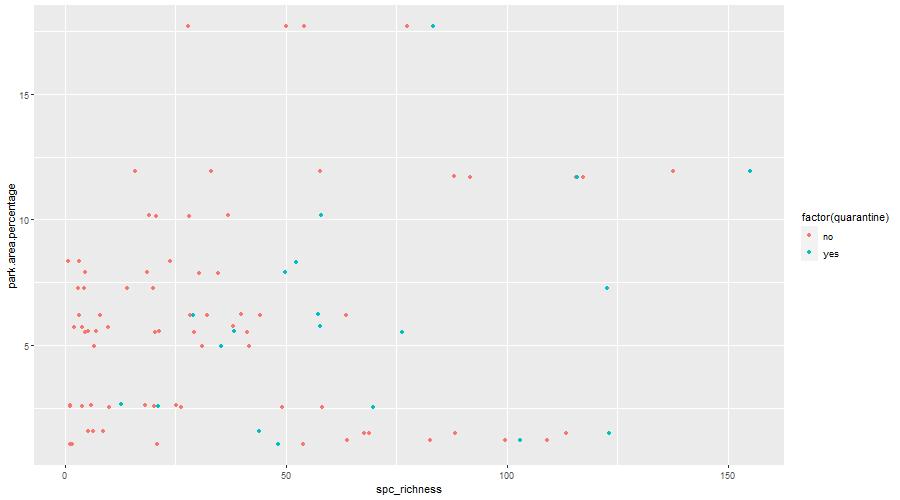 15
10
5
park.area.percentage
0
50
100
150
spc_richness
factor(quarantine)
no
yes